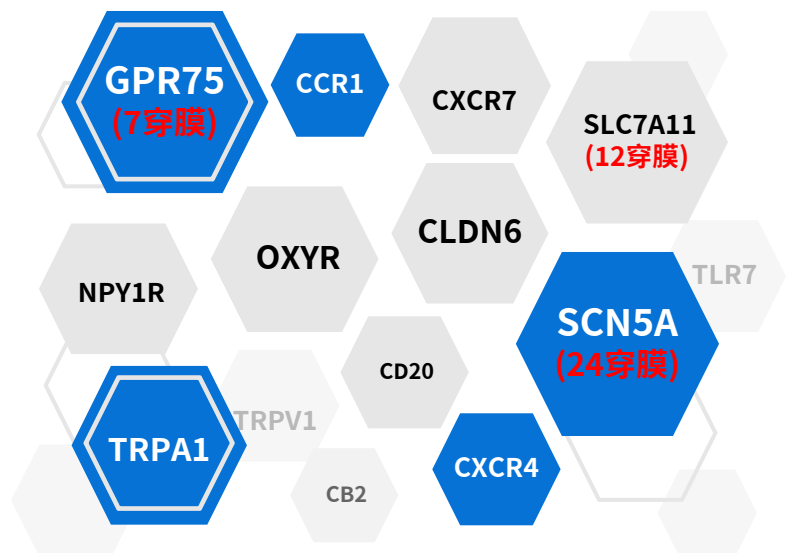 GPR75
(7穿膜)
CCR1
CXCR7
SLC7A11
(12穿膜)
CLDN6
OXYR
NPY1R
TLR7
SCN5A
(24穿膜)
CD20
TRPV1
TRPA1
CXCR4
CB2